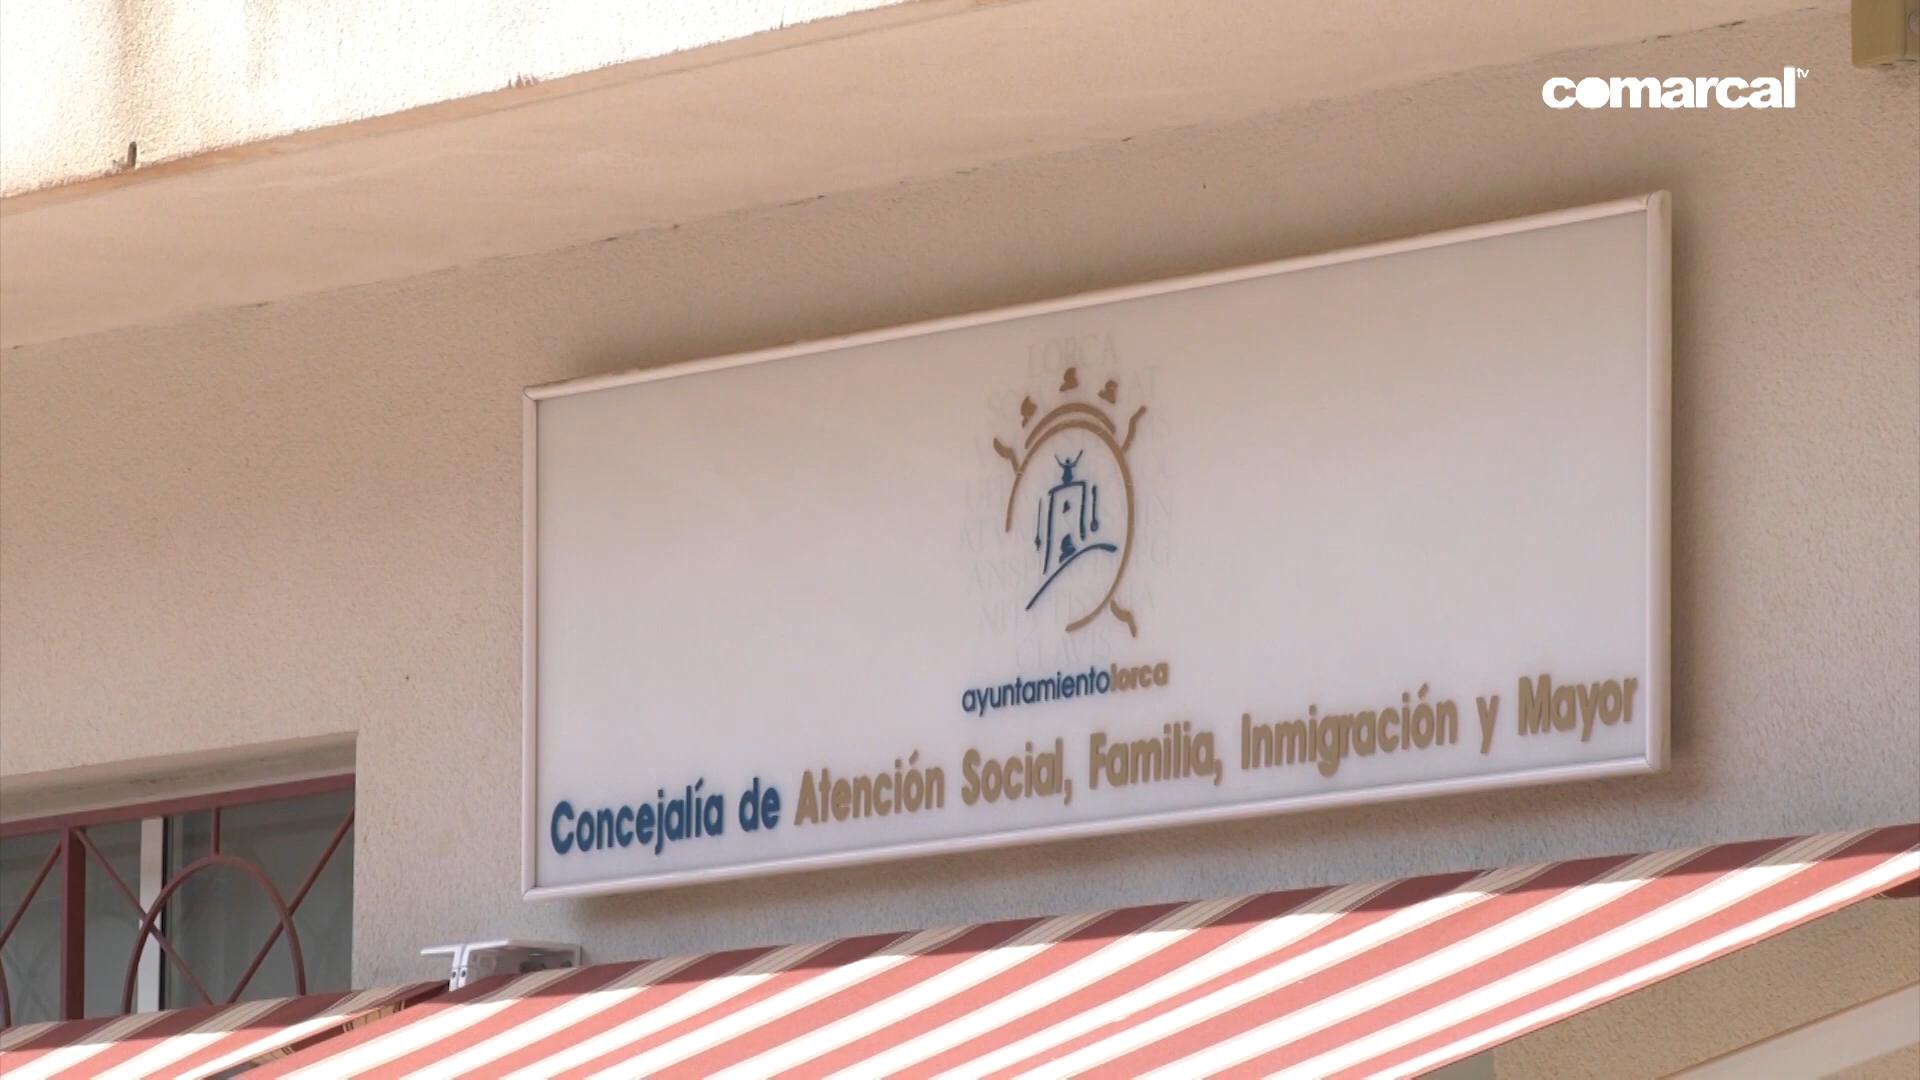 comarcal tv
LORCA
ayuntamientolorca
Concejalía de Atención Social, Familia, Inmigración y Mayor